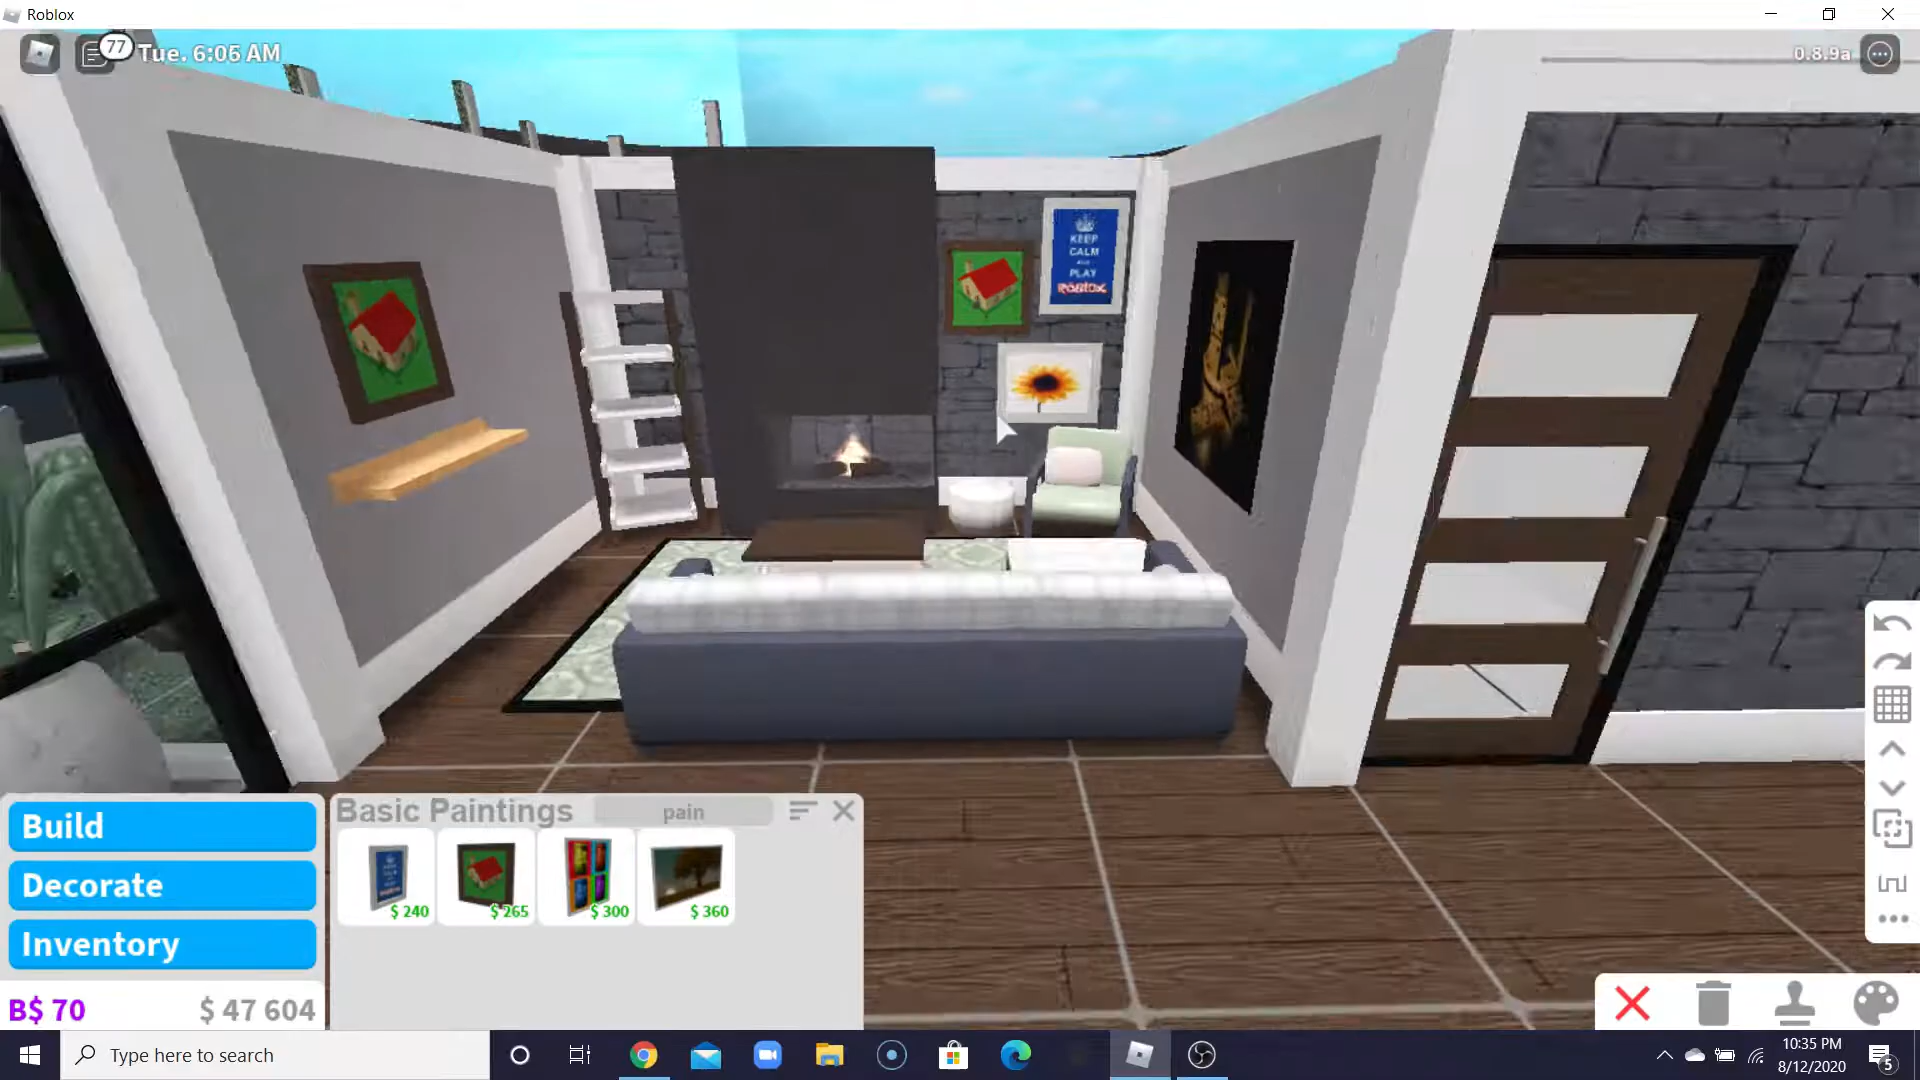 Roblox
77
Tue. 6:05 AM
0.8.9a
KEEP
CALM
AND
PLAY
ROBLOX
Build
Decorate
Inventory
B$ 70
$ 47 604
Basic Paintings
pain
$ 240
$ 265
$ 300
$ 360
Type here to search
10:35 PM
8/12/2020
5